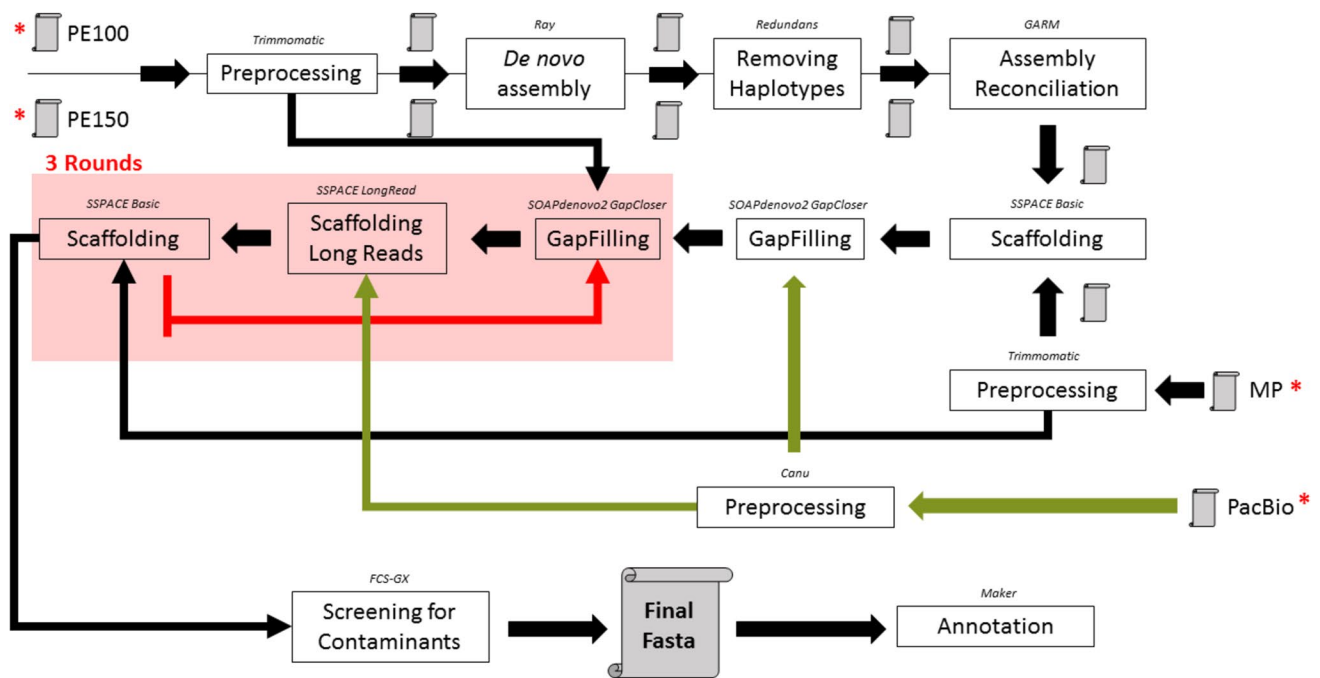 * PE100
Trimmomatic
Preprocessing
Ray
De novo
assembly
Redundans
Removing
Haplotypes
GARM
Assembly
Reconciliation
* PE150
3 Rounds
SSPACE Basic
Scaffolding
SSPACE LongRead
Scaffolding
Long Reads
SOAPdenovo2 GapCloser
GapFilling
SOAPdenovo2 GapCloser
GapFilling
SSPACE Basic
Scaffolding
Trimmomatic
Preprocessing
MP *
Canu
Preprocessing
PacBio *
FCS-GX
Screening for
Contaminants
Final
Fasta
Maker
Annotation